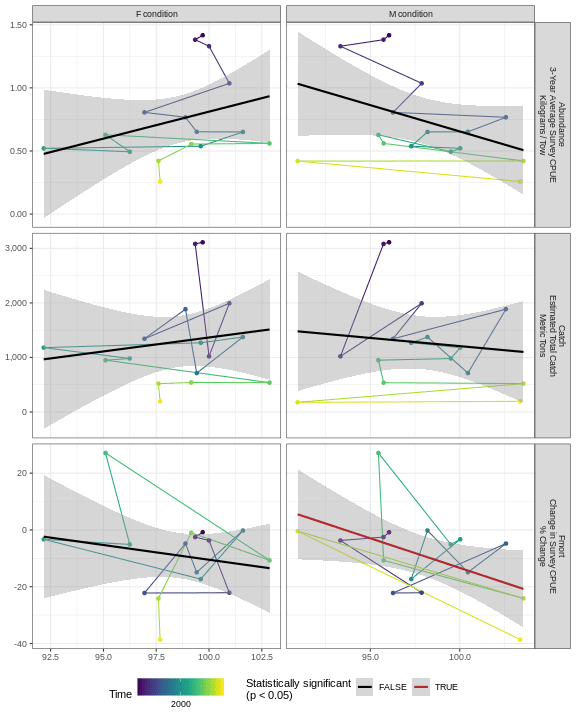 F condition
M condition
1.50
1.00
0.50
0.00
Abundance
3-Year Average Survey CPUE
Kilograms / Tow
3,000
2,000
1,000
0
Catch
Estimated Total Catch
Metric Tons
20
0
-20
-40
Fmort
Change in Survey CPUE
% Change
92.5
95.0
97.5
100.0
102.5
95.0
100.0
Time
2000
Statistically significant
(p < 0.05)
FALSE
TRUE